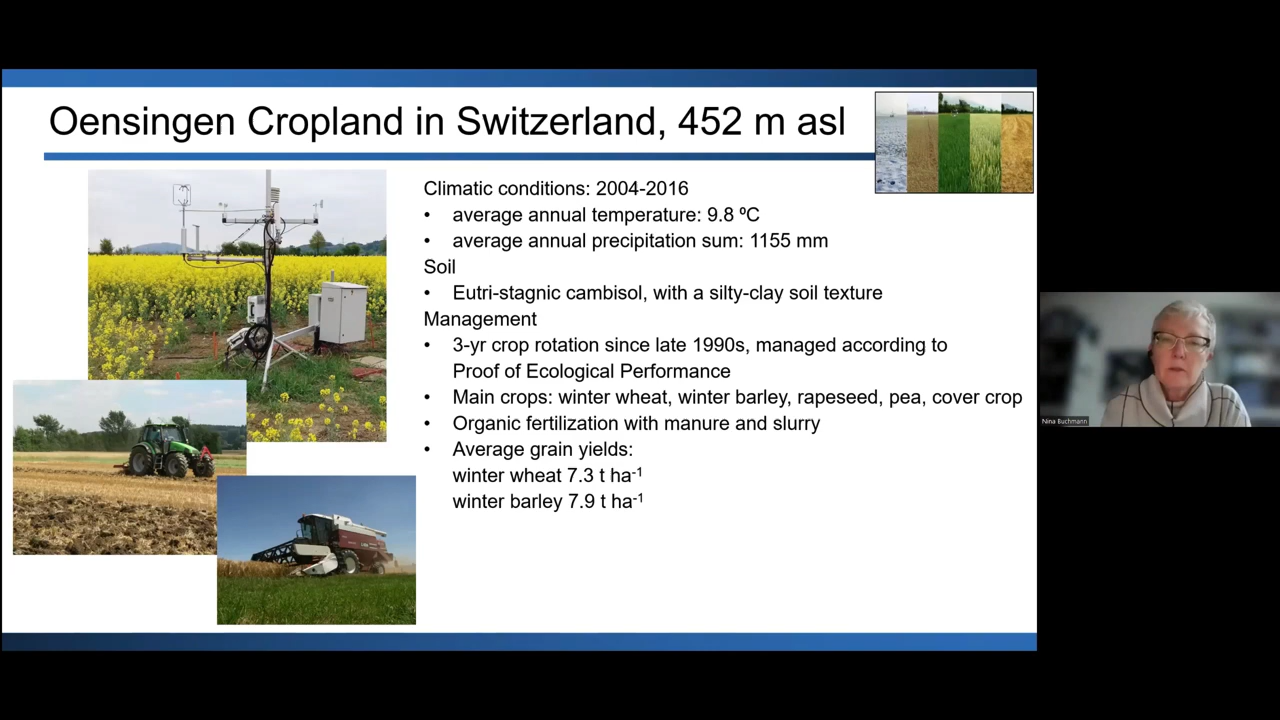 Oensingen Cropland in Switzerland, 452 m asl
Climatic conditions: 2004-2016
• average annual temperature: 9.8 ºC
• average annual precipitation sum: 1155 mm
Soil
• Eutri-stagnic cambisol, with a silty-clay soil texture
Management
• 3-yr crop rotation since late 1990s, managed according to
Proof of Ecological Performance
• Main crops: winter wheat, winter barley, rapeseed, pea, cover crop
• Organic fertilization with manure and slurry
• Average grain yields:
winter wheat 7.3 t ha⁻¹
winter barley 7.9 t ha⁻¹
Nina Buchmann